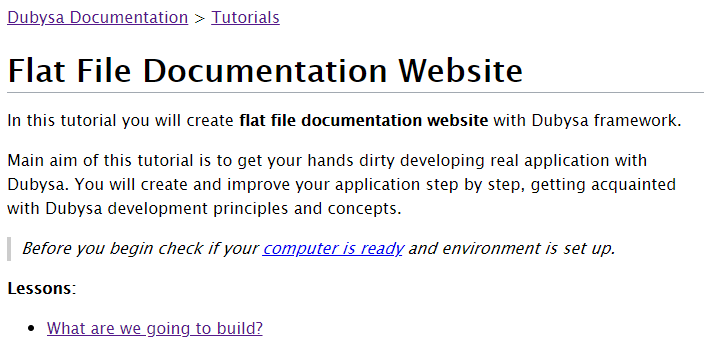 Dubysa Documentation > Tutorials
Flat File Documentation Website
In this tutorial you will create flat file documentation website with Dubysa framework.
Main aim of this tutorial is to get your hands dirty developing real application with
Dubysa. You will create and improve your application step by step, getting acquainted
with Dubysa development principles and concepts.
Before you begin check if your computer is ready and environment is set up.
Lessons:
• What are we going to build?